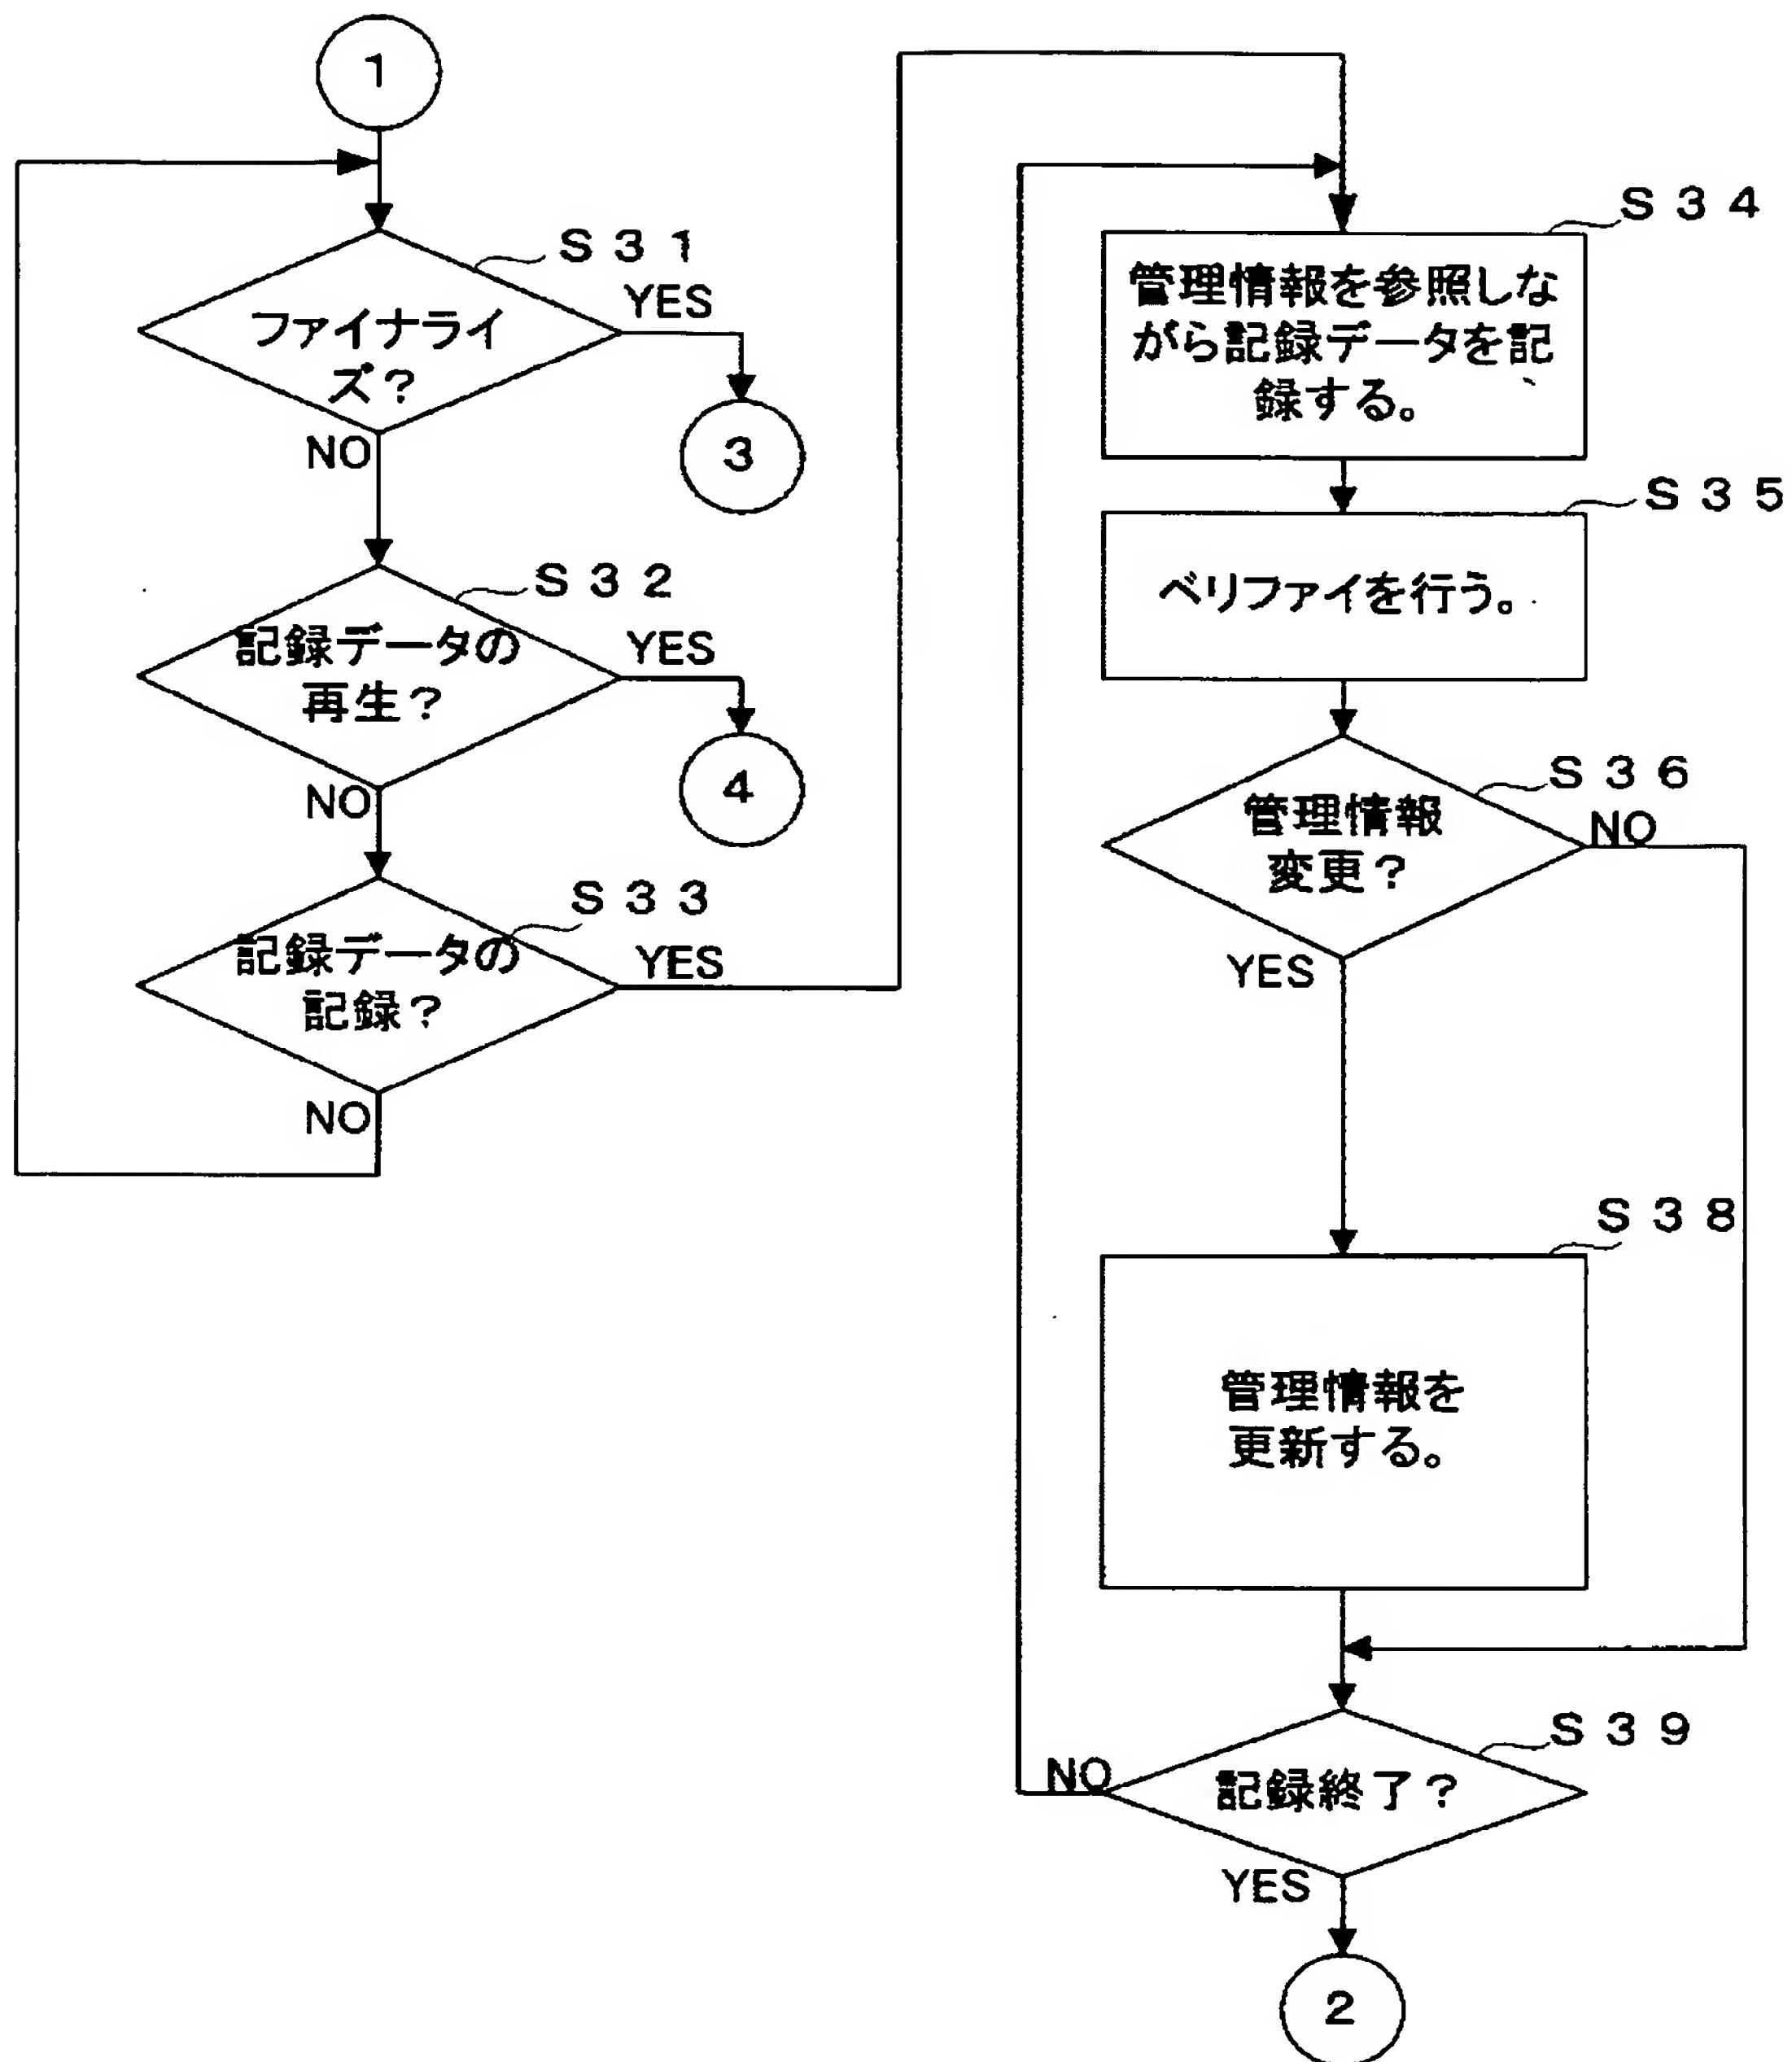 1
S31
ファイナライ
ズ?
YES
NO
3
S32
記録データの
再生?
YES
NO
4
S33
記録データの
記録?
YES
NO
S34
管理情報を参照しな
がら記録データを記
録する。
S35
ベリファイを行う。
S36
管理情報
変更?
NO
YES
S38
管理情報を
更新する。
S39
記録終了?
NO
YES
2